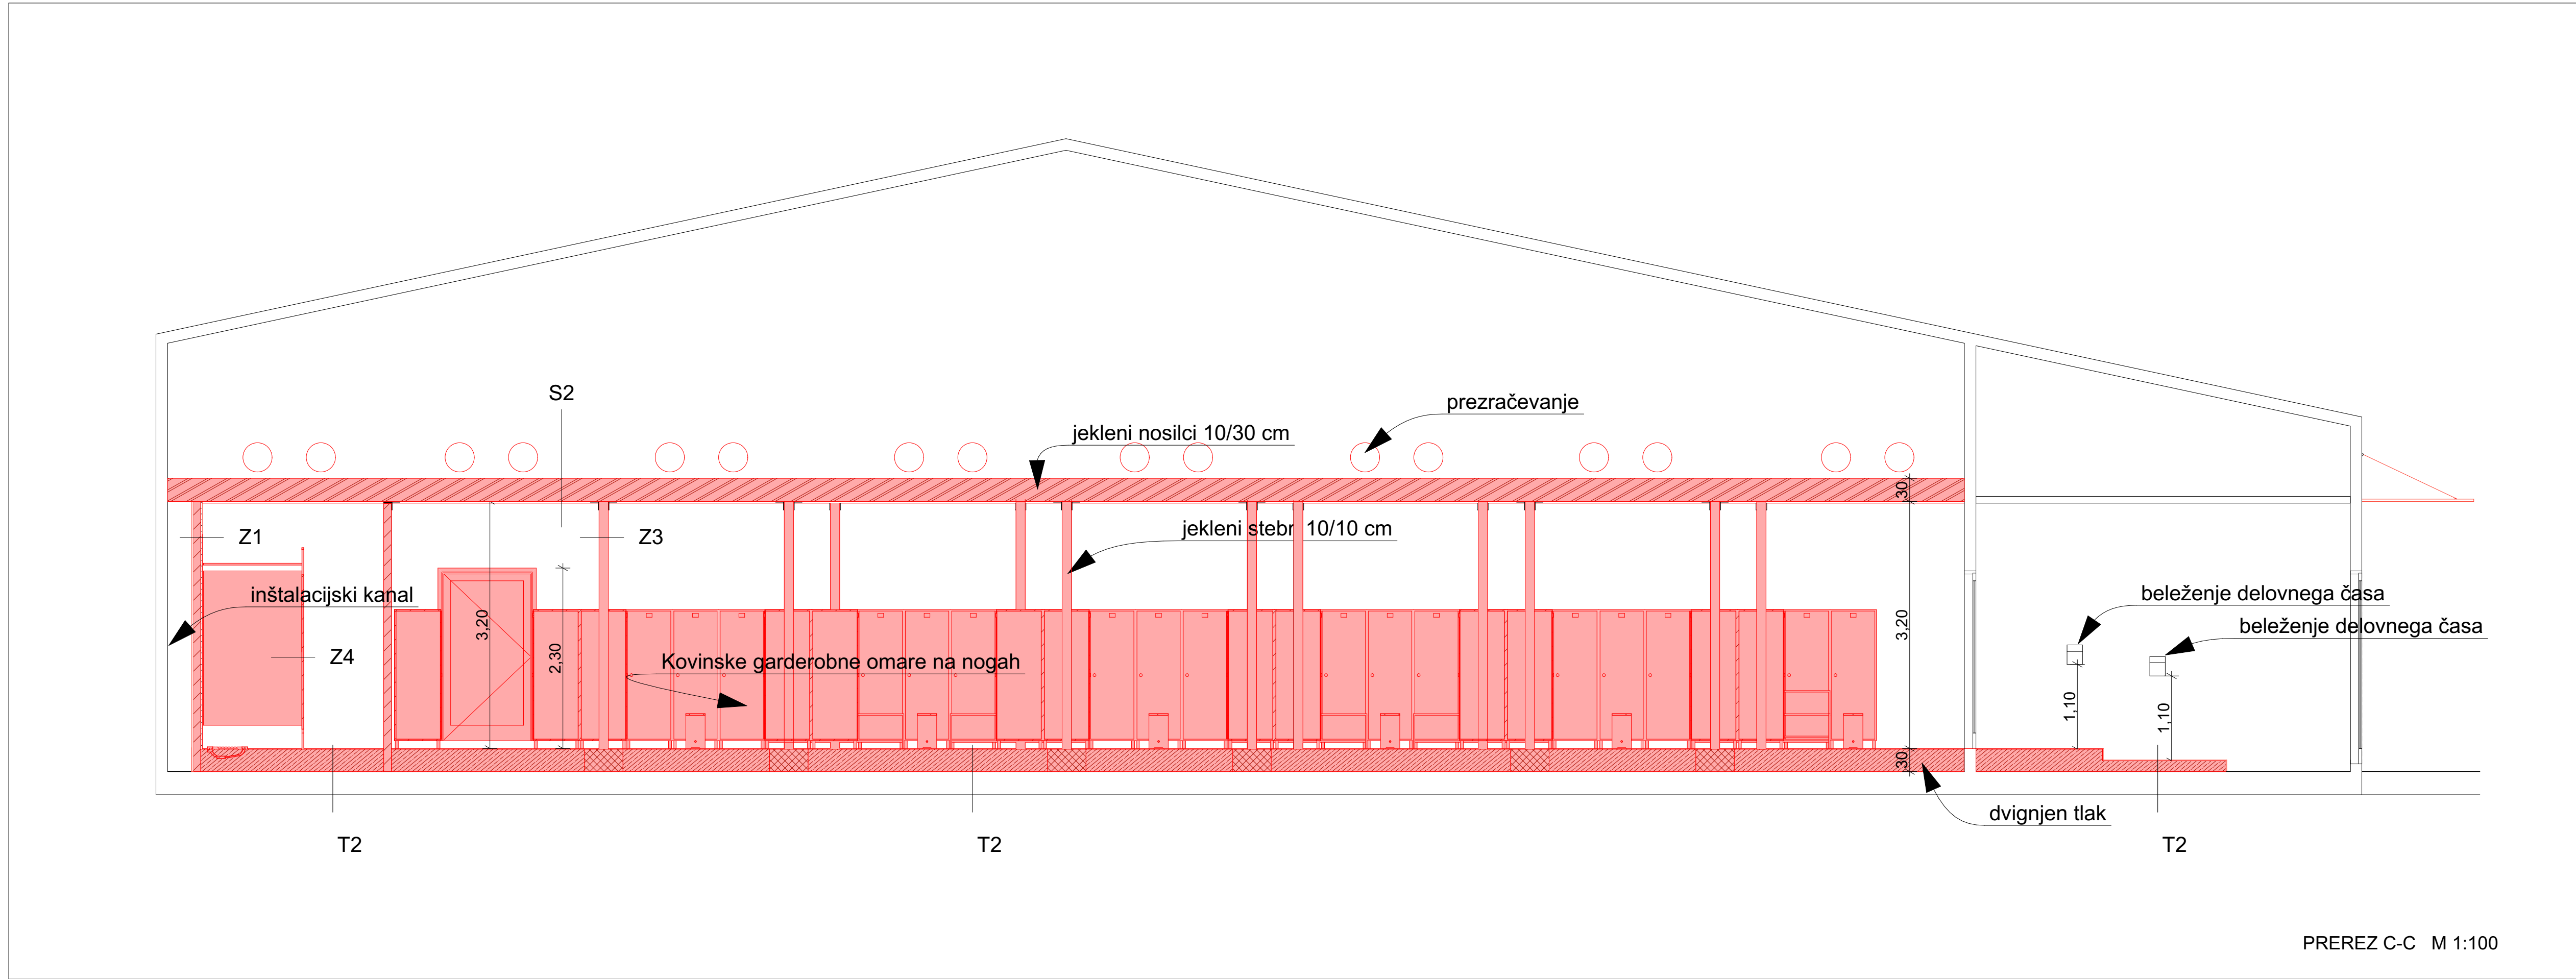 S2
prezračevanje
jekleni nosilci 10/30 cm
30
Z1
Z3
jekleni stebri 10/10 cm
inštalacijski kanal
3,20
2,30
3,20
beleženje delovnega časa
beleženje delovnega časa
Z4
Kovinske garderobne omare na nogah
1,10
1,10
30
dvignjen tlak
T2
T2
T2
PREREZ C-C M 1:100